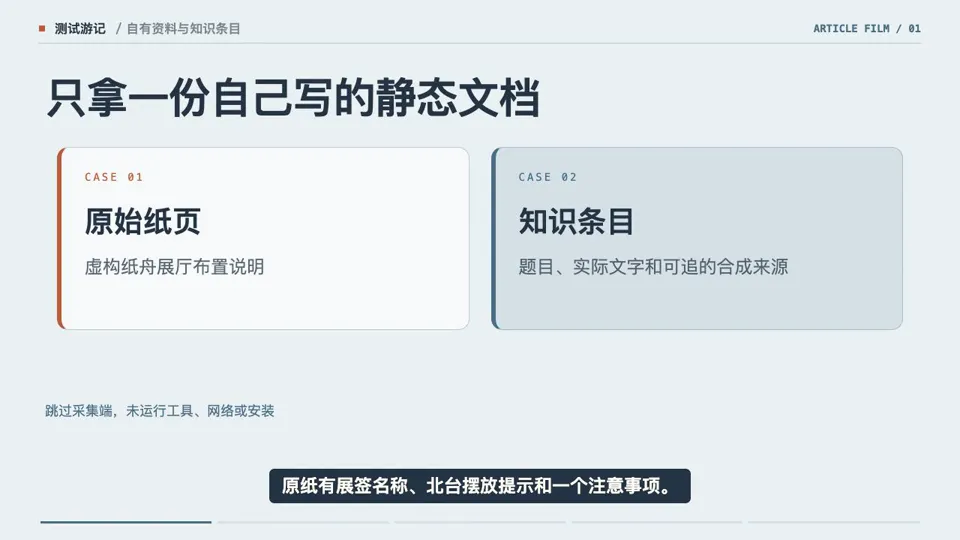 测试游记 / 自有资料与知识条目
ARTICLE FILM / 01
只拿一份自己写的静态文档
CASE 01
原始纸页
虚构纸舟展厅布置说明
CASE 02
知识条目
题目、实际文字和可追的合成来源
跳过采集端，未运行工具、网络或安装
原纸有展签名称、北台摆放提示和一个注意事项。